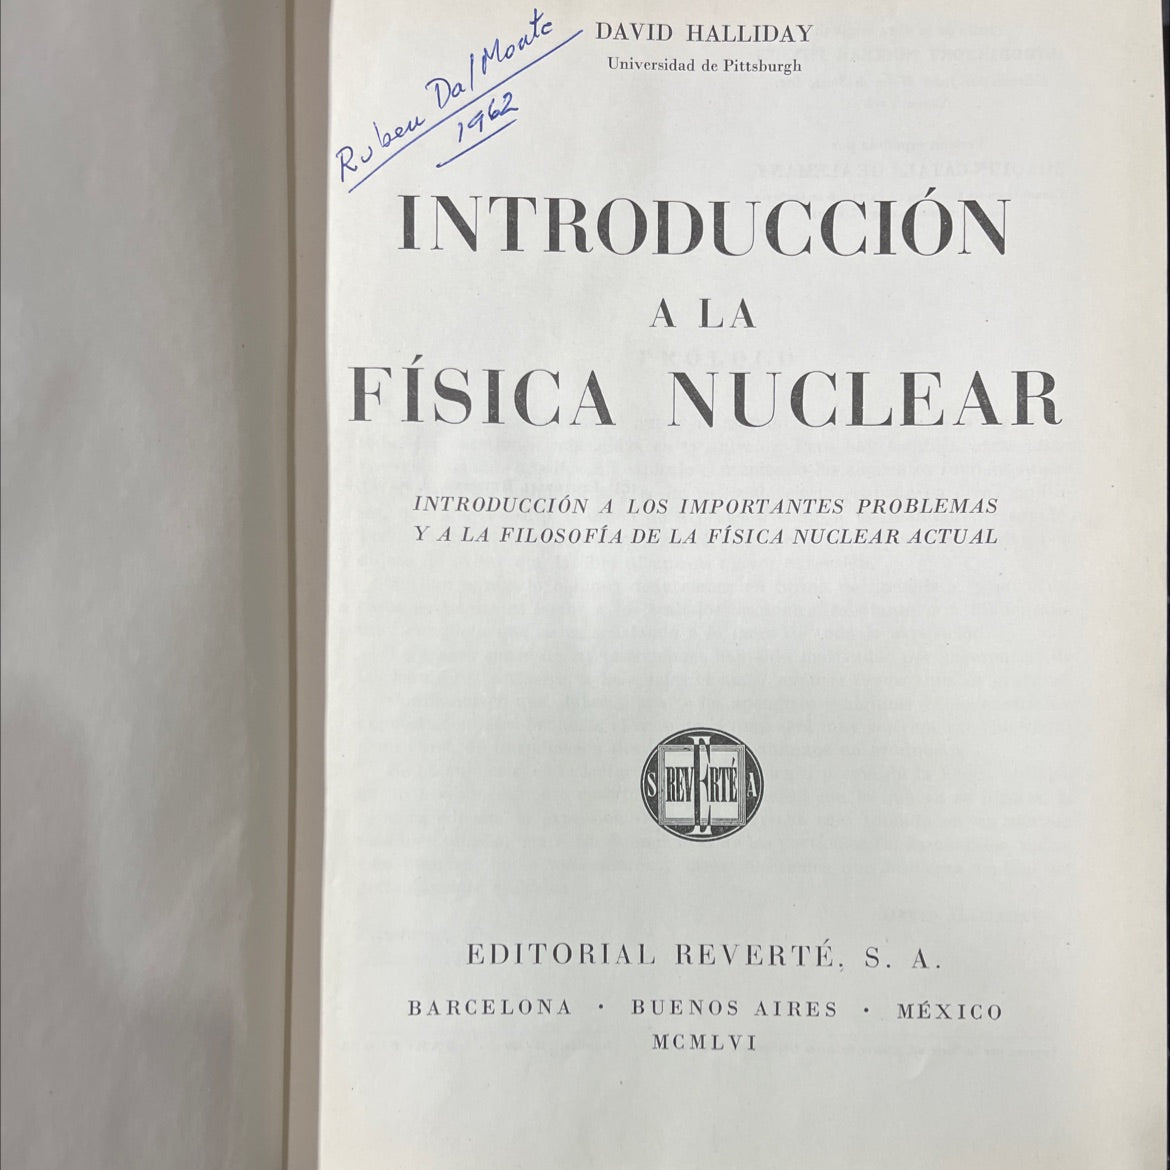 Ruben Dal Monte
1962
DAVID HALLIDAY
Universidad de Pittsburgh
INTRODUCCIÓN
A LA
FÍSICA NUCLEAR
INTRODUCCIÓN A LOS IMPORTANTES PROBLEMAS
Y A LA FILOSOFÍA DE LA FÍSICA NUCLEAR ACTUAL
E
S REVERTÉ A
EDITORIAL REVERTÉ, S. A.
BARCELONA · BUENOS AIRES · MÉXICO
MCMLVI